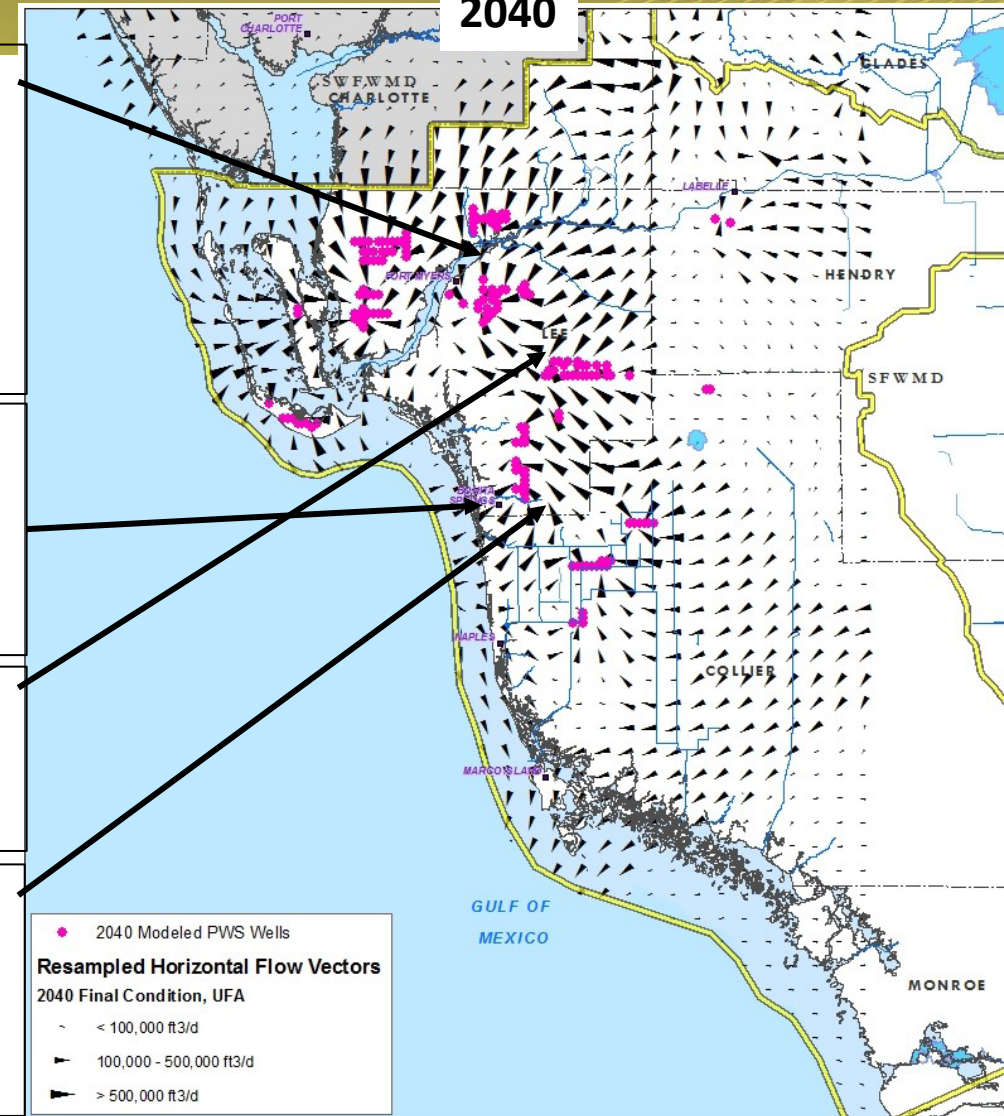 2040
PORT
CHARLOTTE
SWFWMD
CHARLOTTE
GLADES
LABELLE
HENDRY
FORT MYERS
LEE
SFWMD
BONITA
SPRINGS
NAPLES
COLLIER
MARCO ISLAND
GULF OF
MEXICO
MONROE
2040 Modeled PWS Wells
Resampled Horizontal Flow Vectors
2040 Final Condition, UFA
< 100,000 ft3/d
100,000 - 500,000 ft3/d
> 500,000 ft3/d